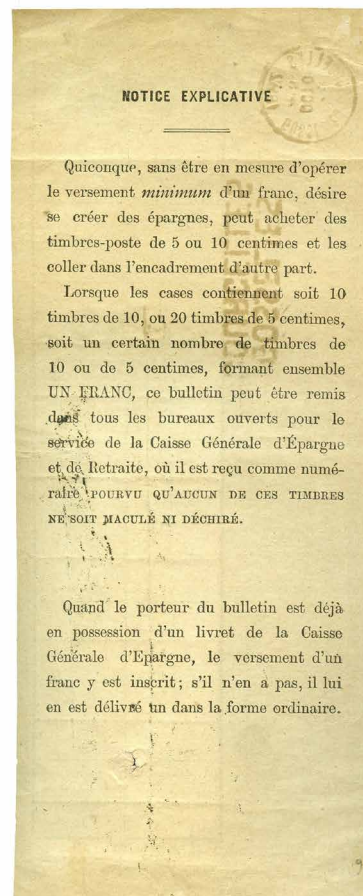 NOTICE EXPLICATIVE
Quiconque, sans être en mesure d'opérer
le versement minimum d'un franc, désire
se créer des épargnes, peut acheter des
timbres-poste de 5 ou 10 centimes et les
coller dans l'encadrement d'autre part.
Lorsque les cases contiennent soit 10
timbres de 10, ou 20 timbres de 5 centimes,
soit un certain nombre de timbres de
10 ou de 5 centimes, formant ensemble
UN FRANC, ce bulletin peut être remis
dans tous les bureaux ouverts pour le
service de la Caisse Générale d'Épargne
et de Retraite, où il est reçu comme numé-
raire POURVU QU'AUCUN DE CES TIMBRES
NE SOIT MACULÉ NI DÉCHIRÉ.
Quand le porteur du bulletin est déjà
en possession d'un livret de la Caisse
Générale d'Epargne, le versement d'un
franc y est inscrit ; s'il n'en a pas, il lui
en est délivré un dans la forme ordinaire.